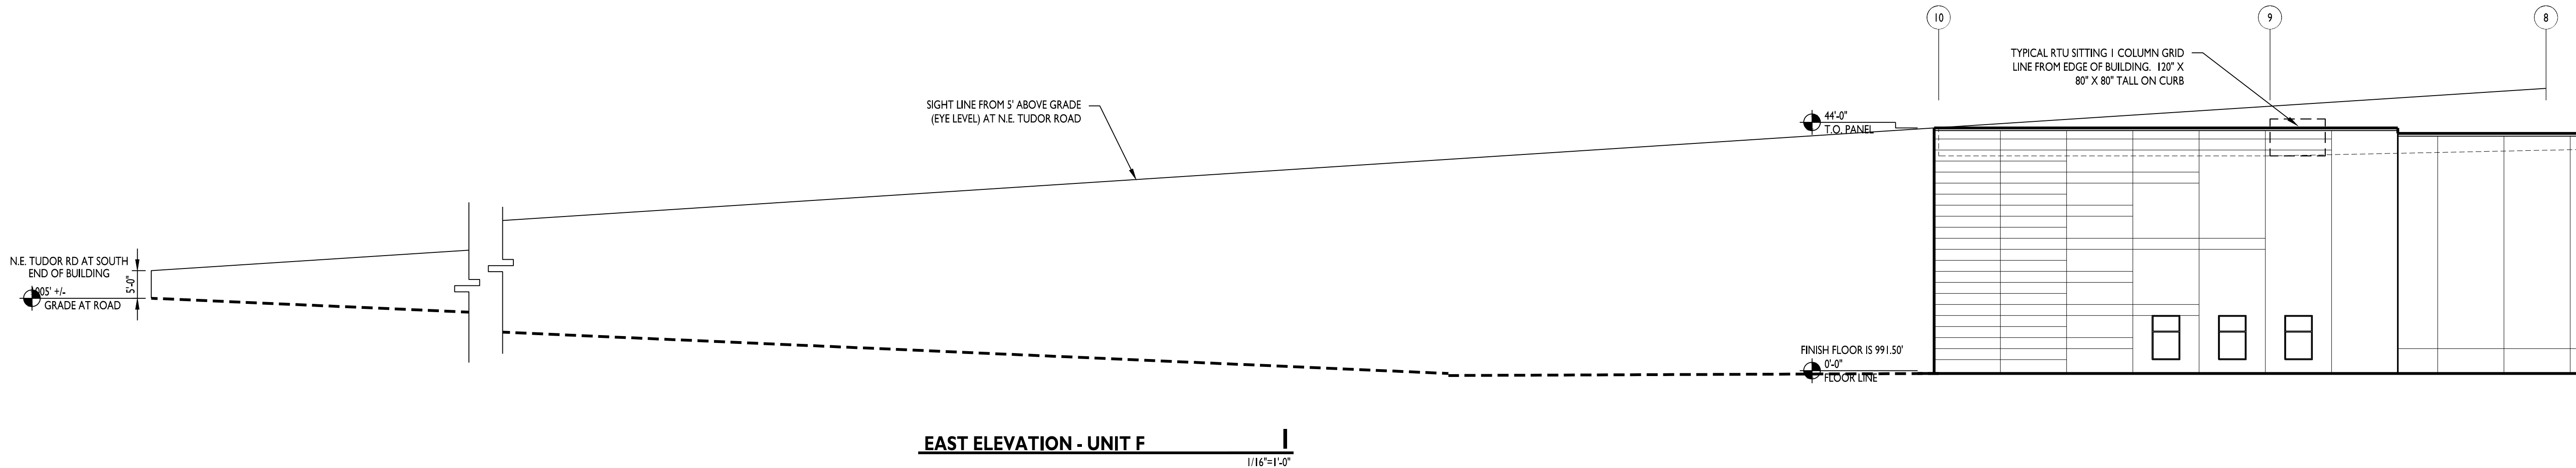 10
9
8
TYPICAL RTU SITTING 1 COLUMN GRID
LINE FROM EDGE OF BUILDING. 120" X
80" X 80" TALL ON CURB
SIGHT LINE FROM 5' ABOVE GRADE
(EYE LEVEL) AT N.E. TUDOR ROAD
44'-0"
T.O. PANEL
N.E. TUDOR RD AT SOUTH
END OF BUILDING
5'-0"
1005' +/-
GRADE AT ROAD
FINISH FLOOR IS 991.50'
0'-0"
FLOOR LINE
EAST ELEVATION - UNIT F
1
1/16"=1'-0"